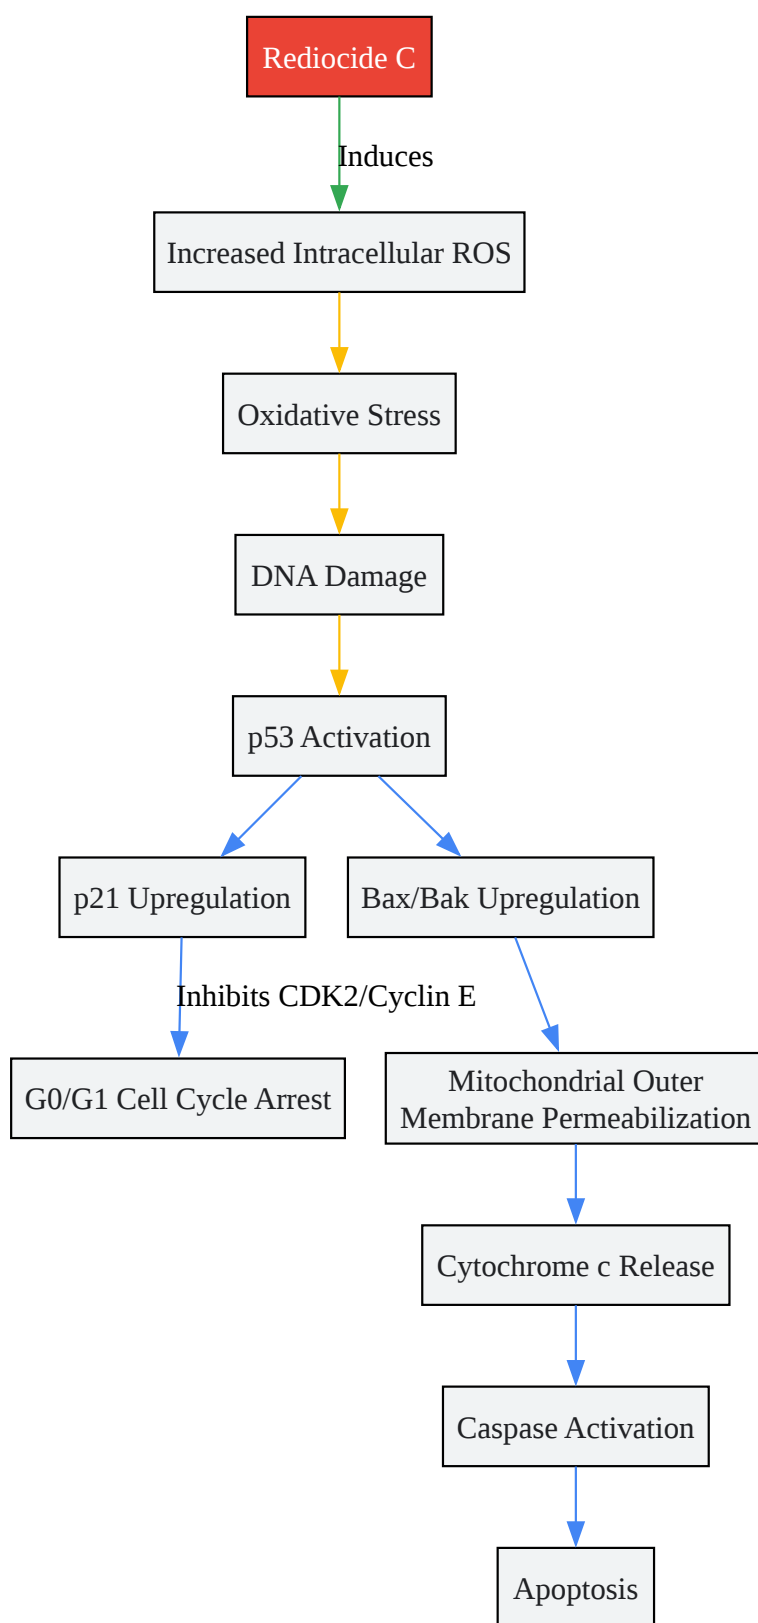 Rediocide C
Induces
Increased Intracellular ROS
Oxidative Stress
DNA Damage
p53 Activation
p21 Upregulation
Bax/Bak Upregulation
Inhibits CDK2/Cyclin E
G0/G1 Cell Cycle Arrest
Mitochondrial Outer
Membrane Permeabilization
Cytochrome c Release
Caspase Activation
Apoptosis